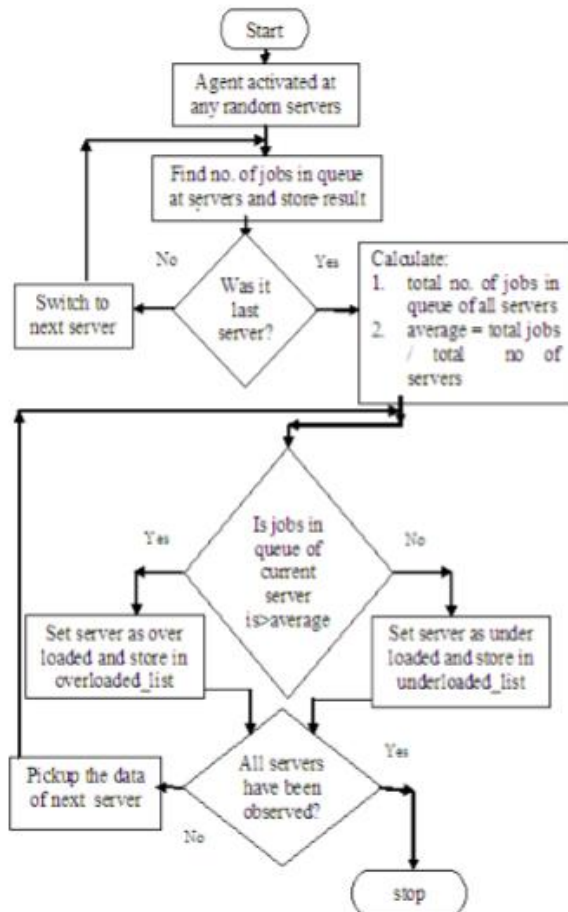 Start
Agent activated at
any random servers
Find no. of jobs in queue
at servers and store result
No
Yes
Was it
last
server?
Switch to
next server
Calculate:
1. total no. of jobs in
queue of all servers
2. average = total jobs
/ total no of
servers
Is jobs in
queue of
current
server
is>average
Yes
No
Set server as over
loaded and store in
overloaded_list
Set server as under
loaded and store in
underloaded_list
Pickup the data
of next server
All servers
have been
observed?
Yes
No
stop